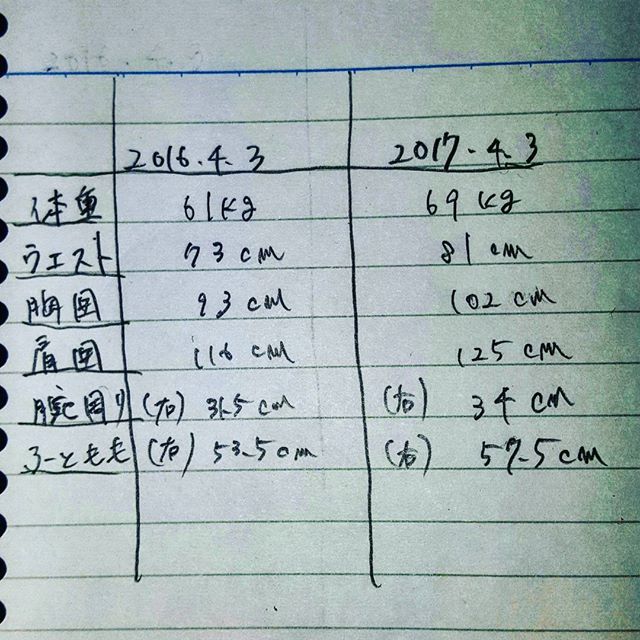 2016.4.3 2017.4.3
体重 61kg 69kg
ウエスト 73cm 81cm
胸囲 93cm 102cm
肩囲 116cm 125cm
腕囲り (右) 31.5cm (右) 34cm
ふともも (右) 53.5cm (右) 57.5cm